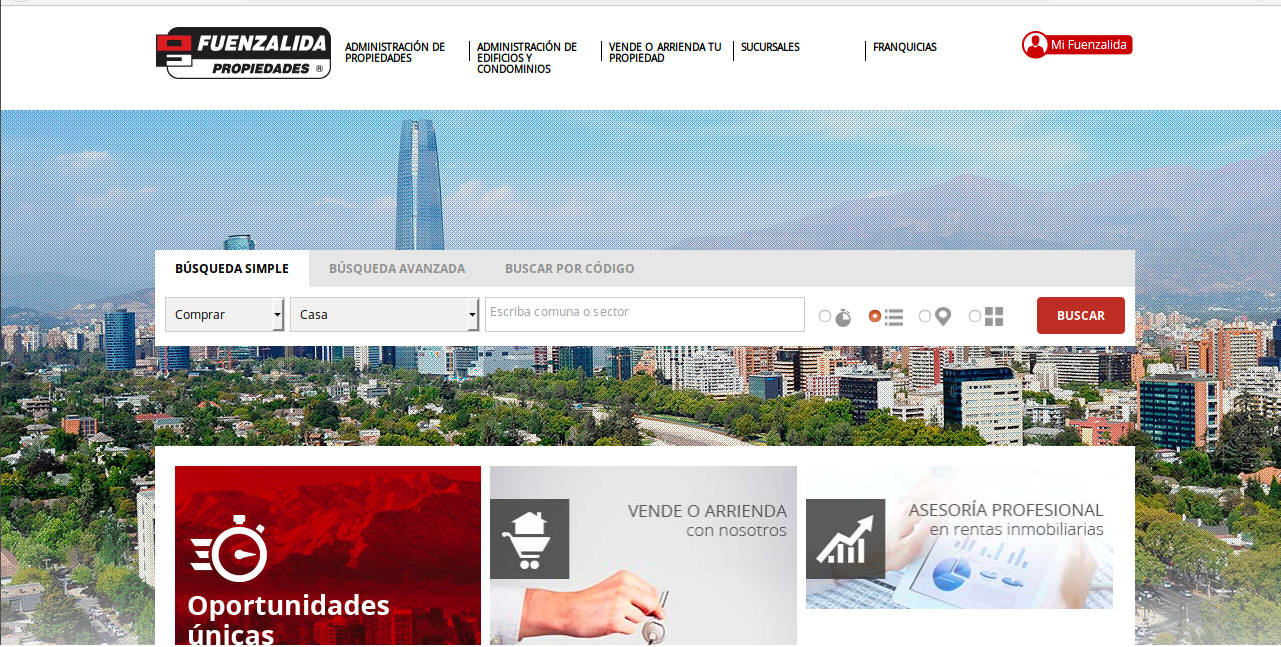 FUENZALIDA
PROPIEDADES ®
ADMINISTRACIÓN DE
PROPIEDADES
ADMINISTRACIÓN DE
EDIFICIOS Y
CONDOMINIOS
VENDE O ARRIENDA TU
PROPIEDAD
SUCURSALES
FRANQUICIAS
Mi Fuenzalida
BÚSQUEDA SIMPLE
BÚSQUEDA AVANZADA
BUSCAR POR CÓDIGO
Comprar
Casa
Escriba comuna o sector
BUSCAR
Oportunidades
únicas
VENDE O ARRIENDA
con nosotros
ASESORÍA PROFESIONAL
en rentas inmobiliarias